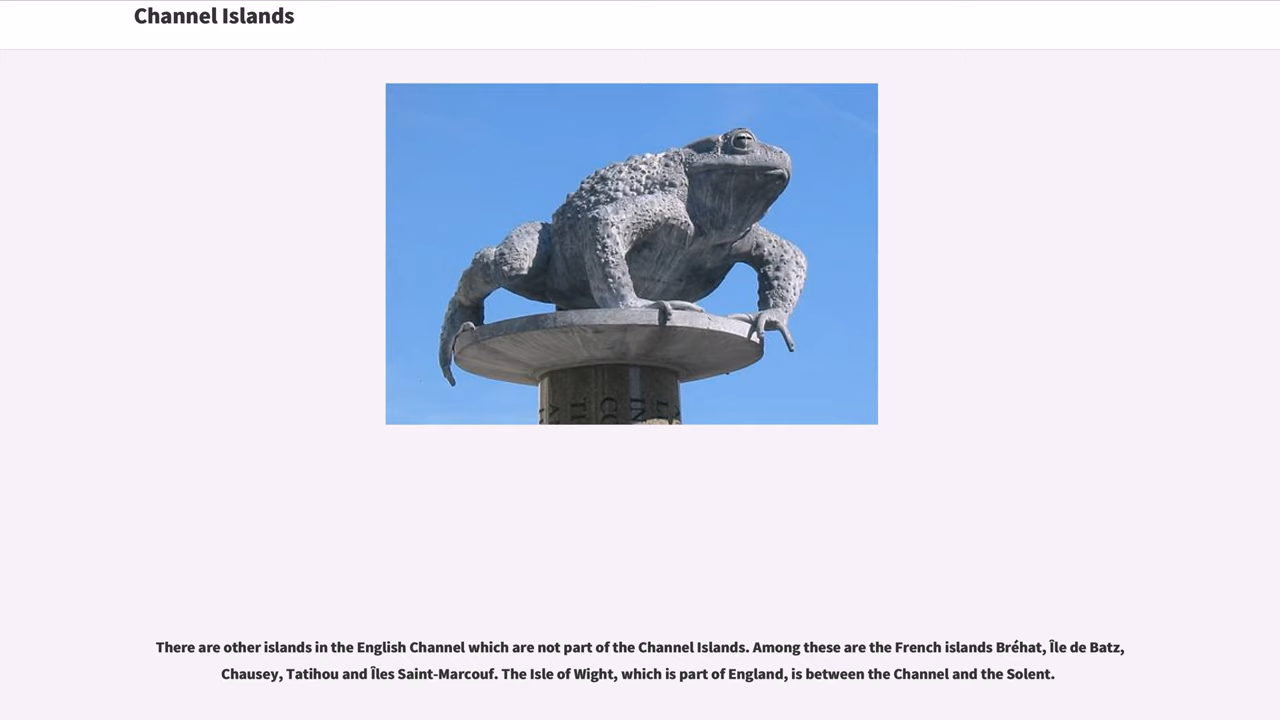 Channel Islands
There are other islands in the English Channel which are not part of the Channel Islands. Among these are the French islands Bréhat, Île de Batz,
Chausey, Tatihou and Îles Saint-Marcouf. The Isle of Wight, which is part of England, is between the Channel and the Solent.